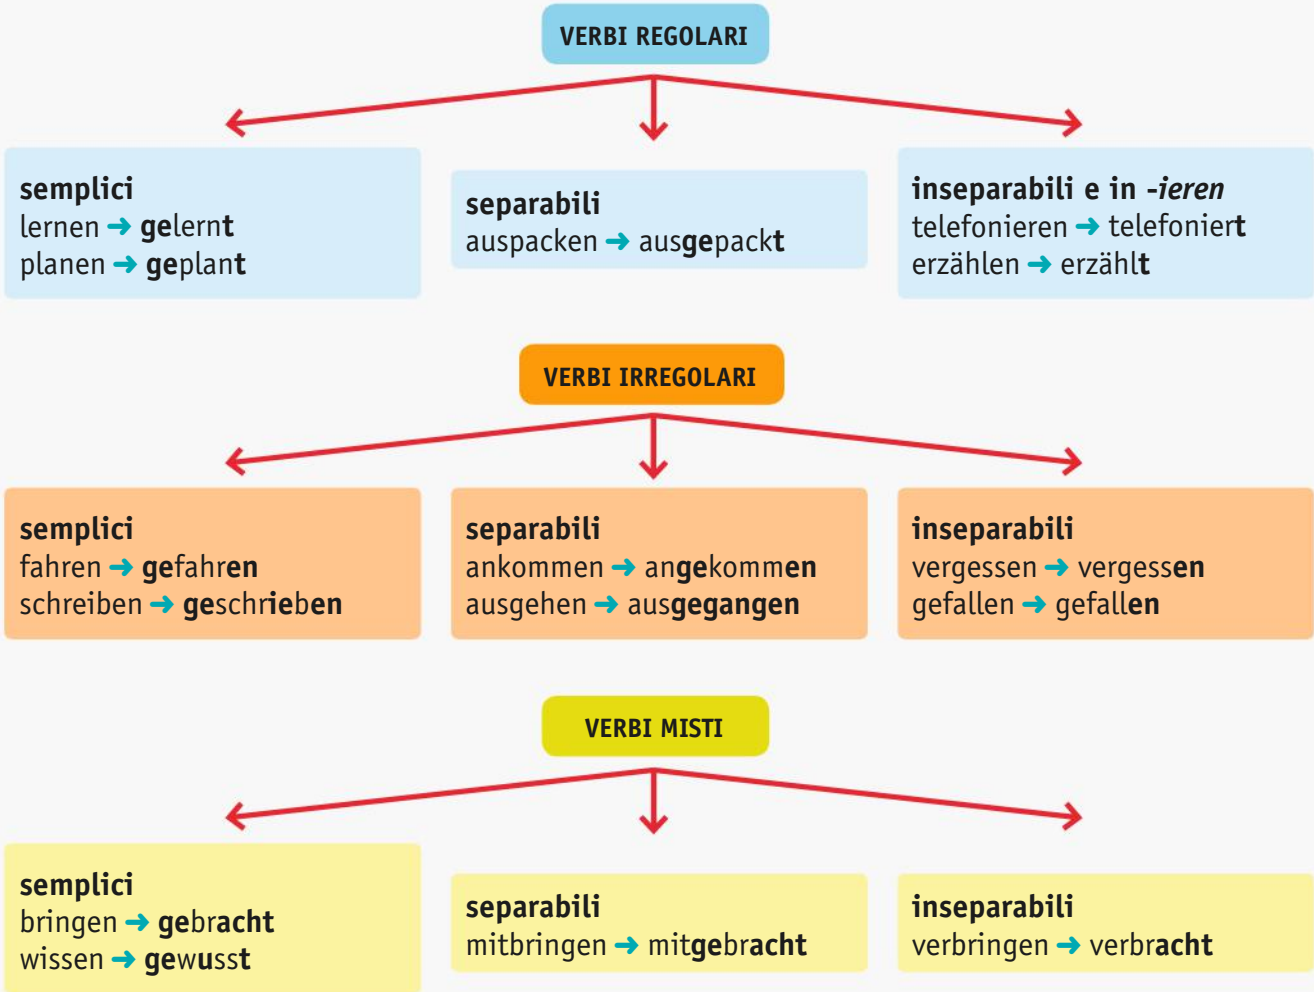 VERBI REGOLARI
semplici
lernen → gelernt
planen → geplant
separabili
auspacken → ausgepackt
inseparabili e in -ieren
telefonieren → telefoniert
erzählen → erzählt
VERBI IRREGOLARI
semplici
fahren → gefahren
schreiben → geschrieben
separabili
ankommen → angekommen
ausgehen → ausgegangen
inseparabili
vergessen → vergessen
gefallen → gefallen
VERBI MISTI
semplici
bringen → gebracht
wissen → gewusst
separabili
mitbringen → mitgebracht
inseparabili
verbringen → verbracht